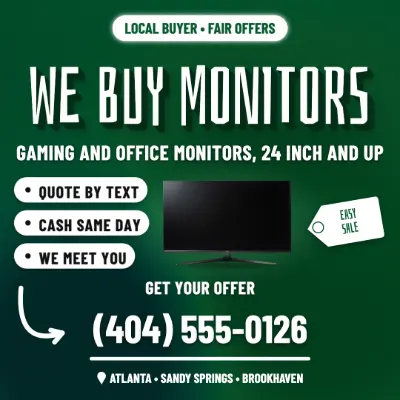 LOCAL BUYER • FAIR OFFERS
WE BUY MONITORS
GAMING AND OFFICE MONITORS, 24 INCH AND UP
• QUOTE BY TEXT
• CASH SAME DAY
• WE MEET YOU
EASY
SALE
GET YOUR OFFER
(404) 555-0126
ATLANTA • SANDY SPRINGS • BROOKHAVEN